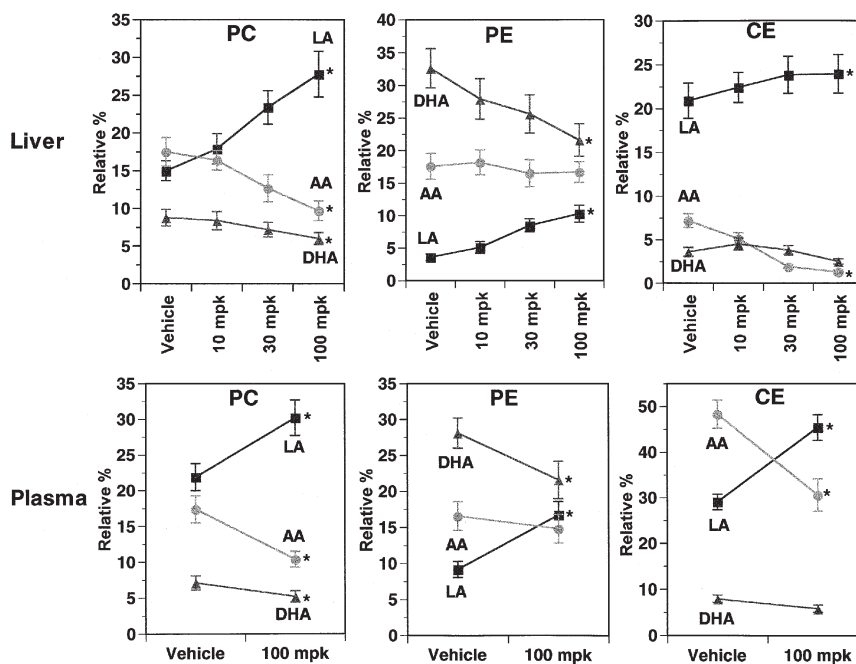 PC
PE
CE
Liver
Relative %
35
30
25
20
15
10
5
0
LA
*
AA
*
DHA
*
Vehicle
10 mpk
30 mpk
100 mpk
Relative %
40
35
30
25
20
15
10
5
0
DHA
*
AA
LA
*
Vehicle
10 mpk
30 mpk
100 mpk
Relative %
30
25
20
15
10
5
0
LA
AA
DHA
*
Vehicle
10 mpk
30 mpk
100 mpk
Plasma
PC
PE
CE
Relative %
35
30
25
20
15
10
5
0
LA
*
AA
*
DHA
*
Vehicle
100 mpk
Relative %
35
30
25
20
15
10
5
0
DHA
*
*
AA
LA
Vehicle
100 mpk
Relative %
50
40
30
20
10
0
AA
*
LA
*
DHA
Vehicle
100 mpk